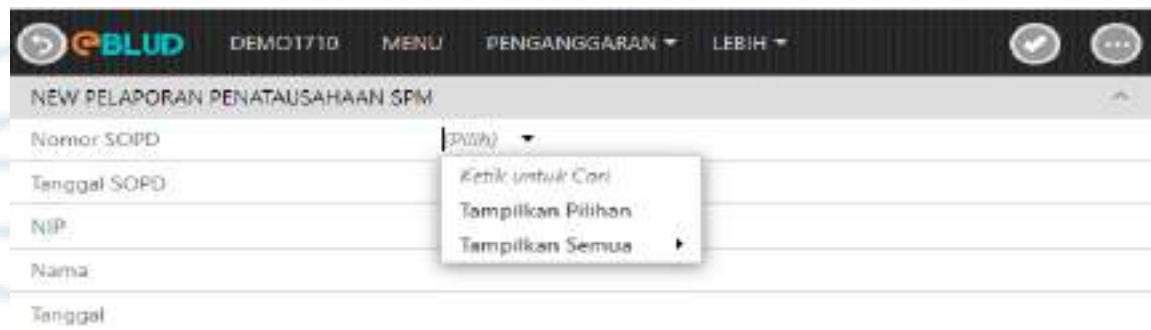 eBLUD DEMO1710 MENU PENGANGGARAN LEBIH
NEW PELAPORAN PENATAUSAHAAN SPM
Nomor SOPD (Pilih)
Tanggal SOPD
Ketik untuk Cari
Tampilkan Pilihan
NIP
Tampilkan Semua
Nama
Tanggal